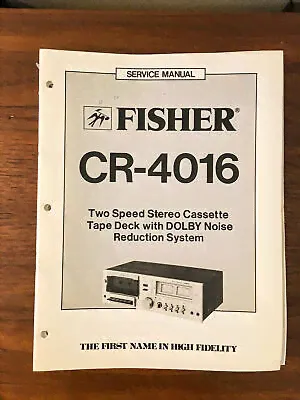 SERVICE MANUAL
FISHER®
CR-4016
Two Speed Stereo Cassette
Tape Deck with DOLBY Noise
Reduction System
THE FIRST NAME IN HIGH FIDELITY